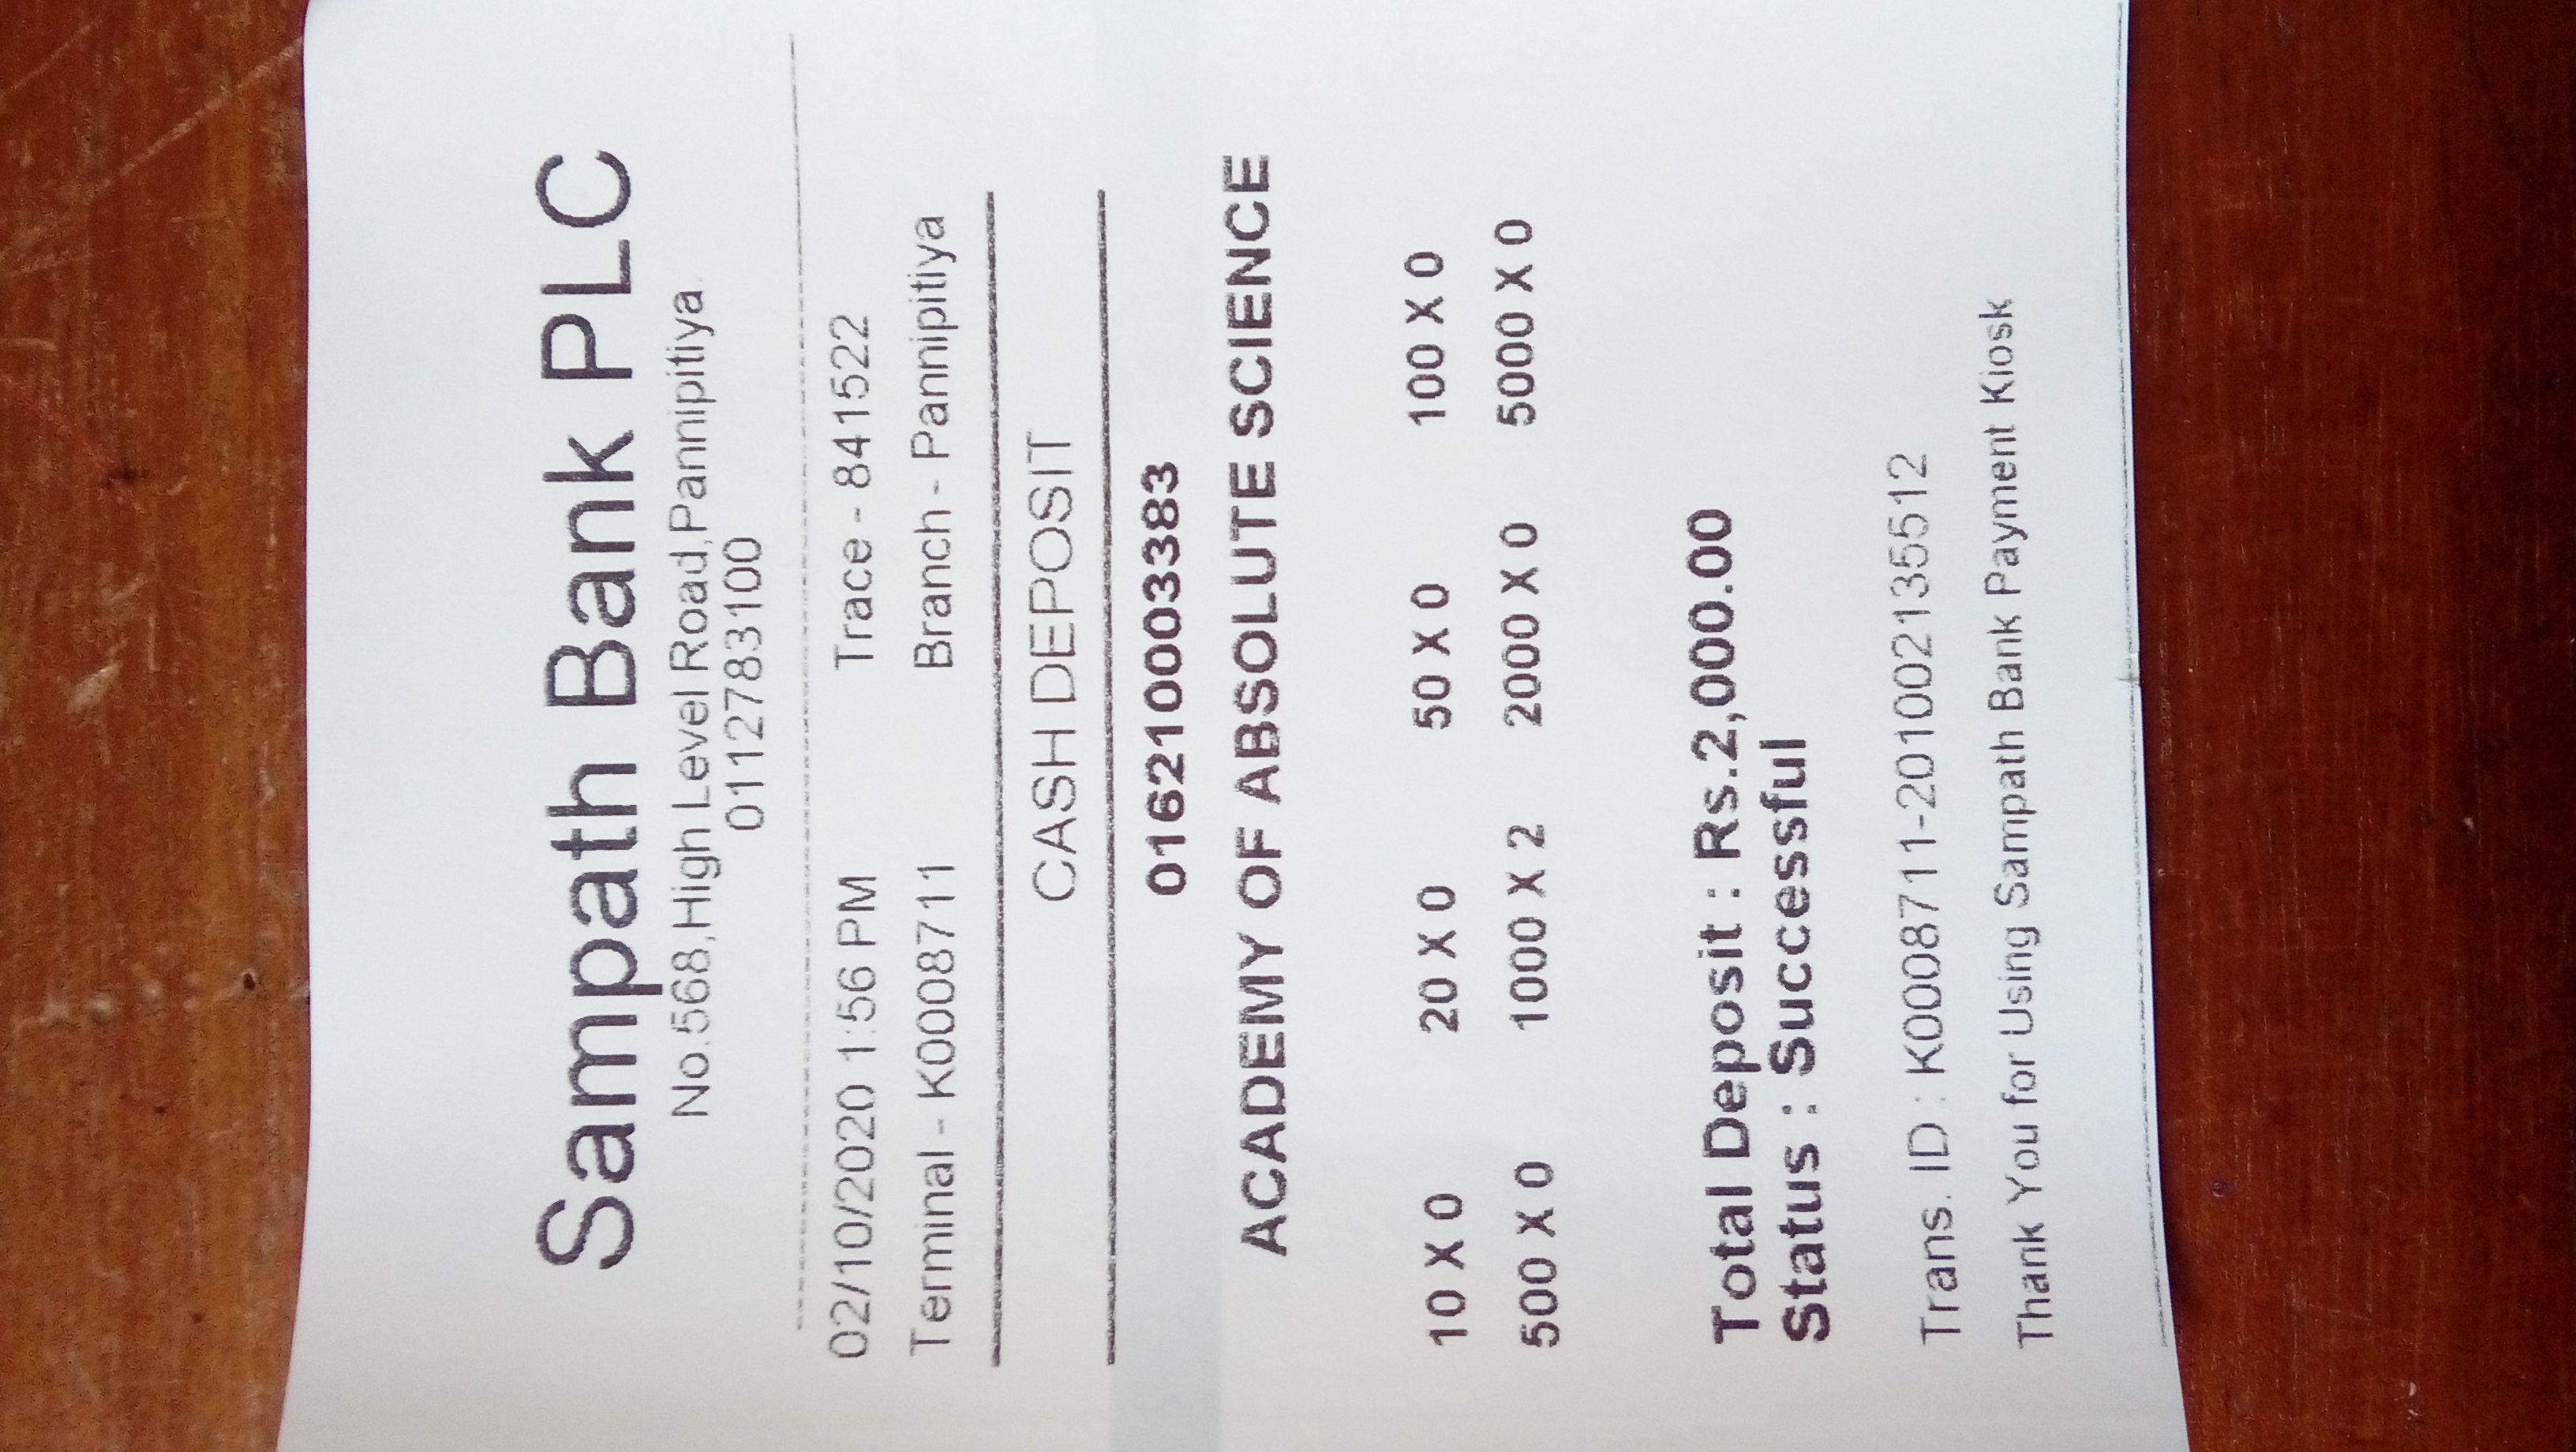 Sampath Bank PLC
No.568,High Level Road,Pannipitiya
0112783100
02/10/2020 1:56 PM Trace - 841522
Terminal - K0008711 Branch - Pannipitiya
CASH DEPOSIT
016210003383
ACADEMY OF ABSOLUTE SCIENCE
10 X 0 20 X 0 50 X 0 100 X 0
500 X 0 1000 X 2 2000 X 0 5000 X 0
Total Deposit : Rs.2,000.00
Status : Successful
Trans. ID : K0008711-201002135512
Thank You for Using Sampath Bank Payment Kiosk